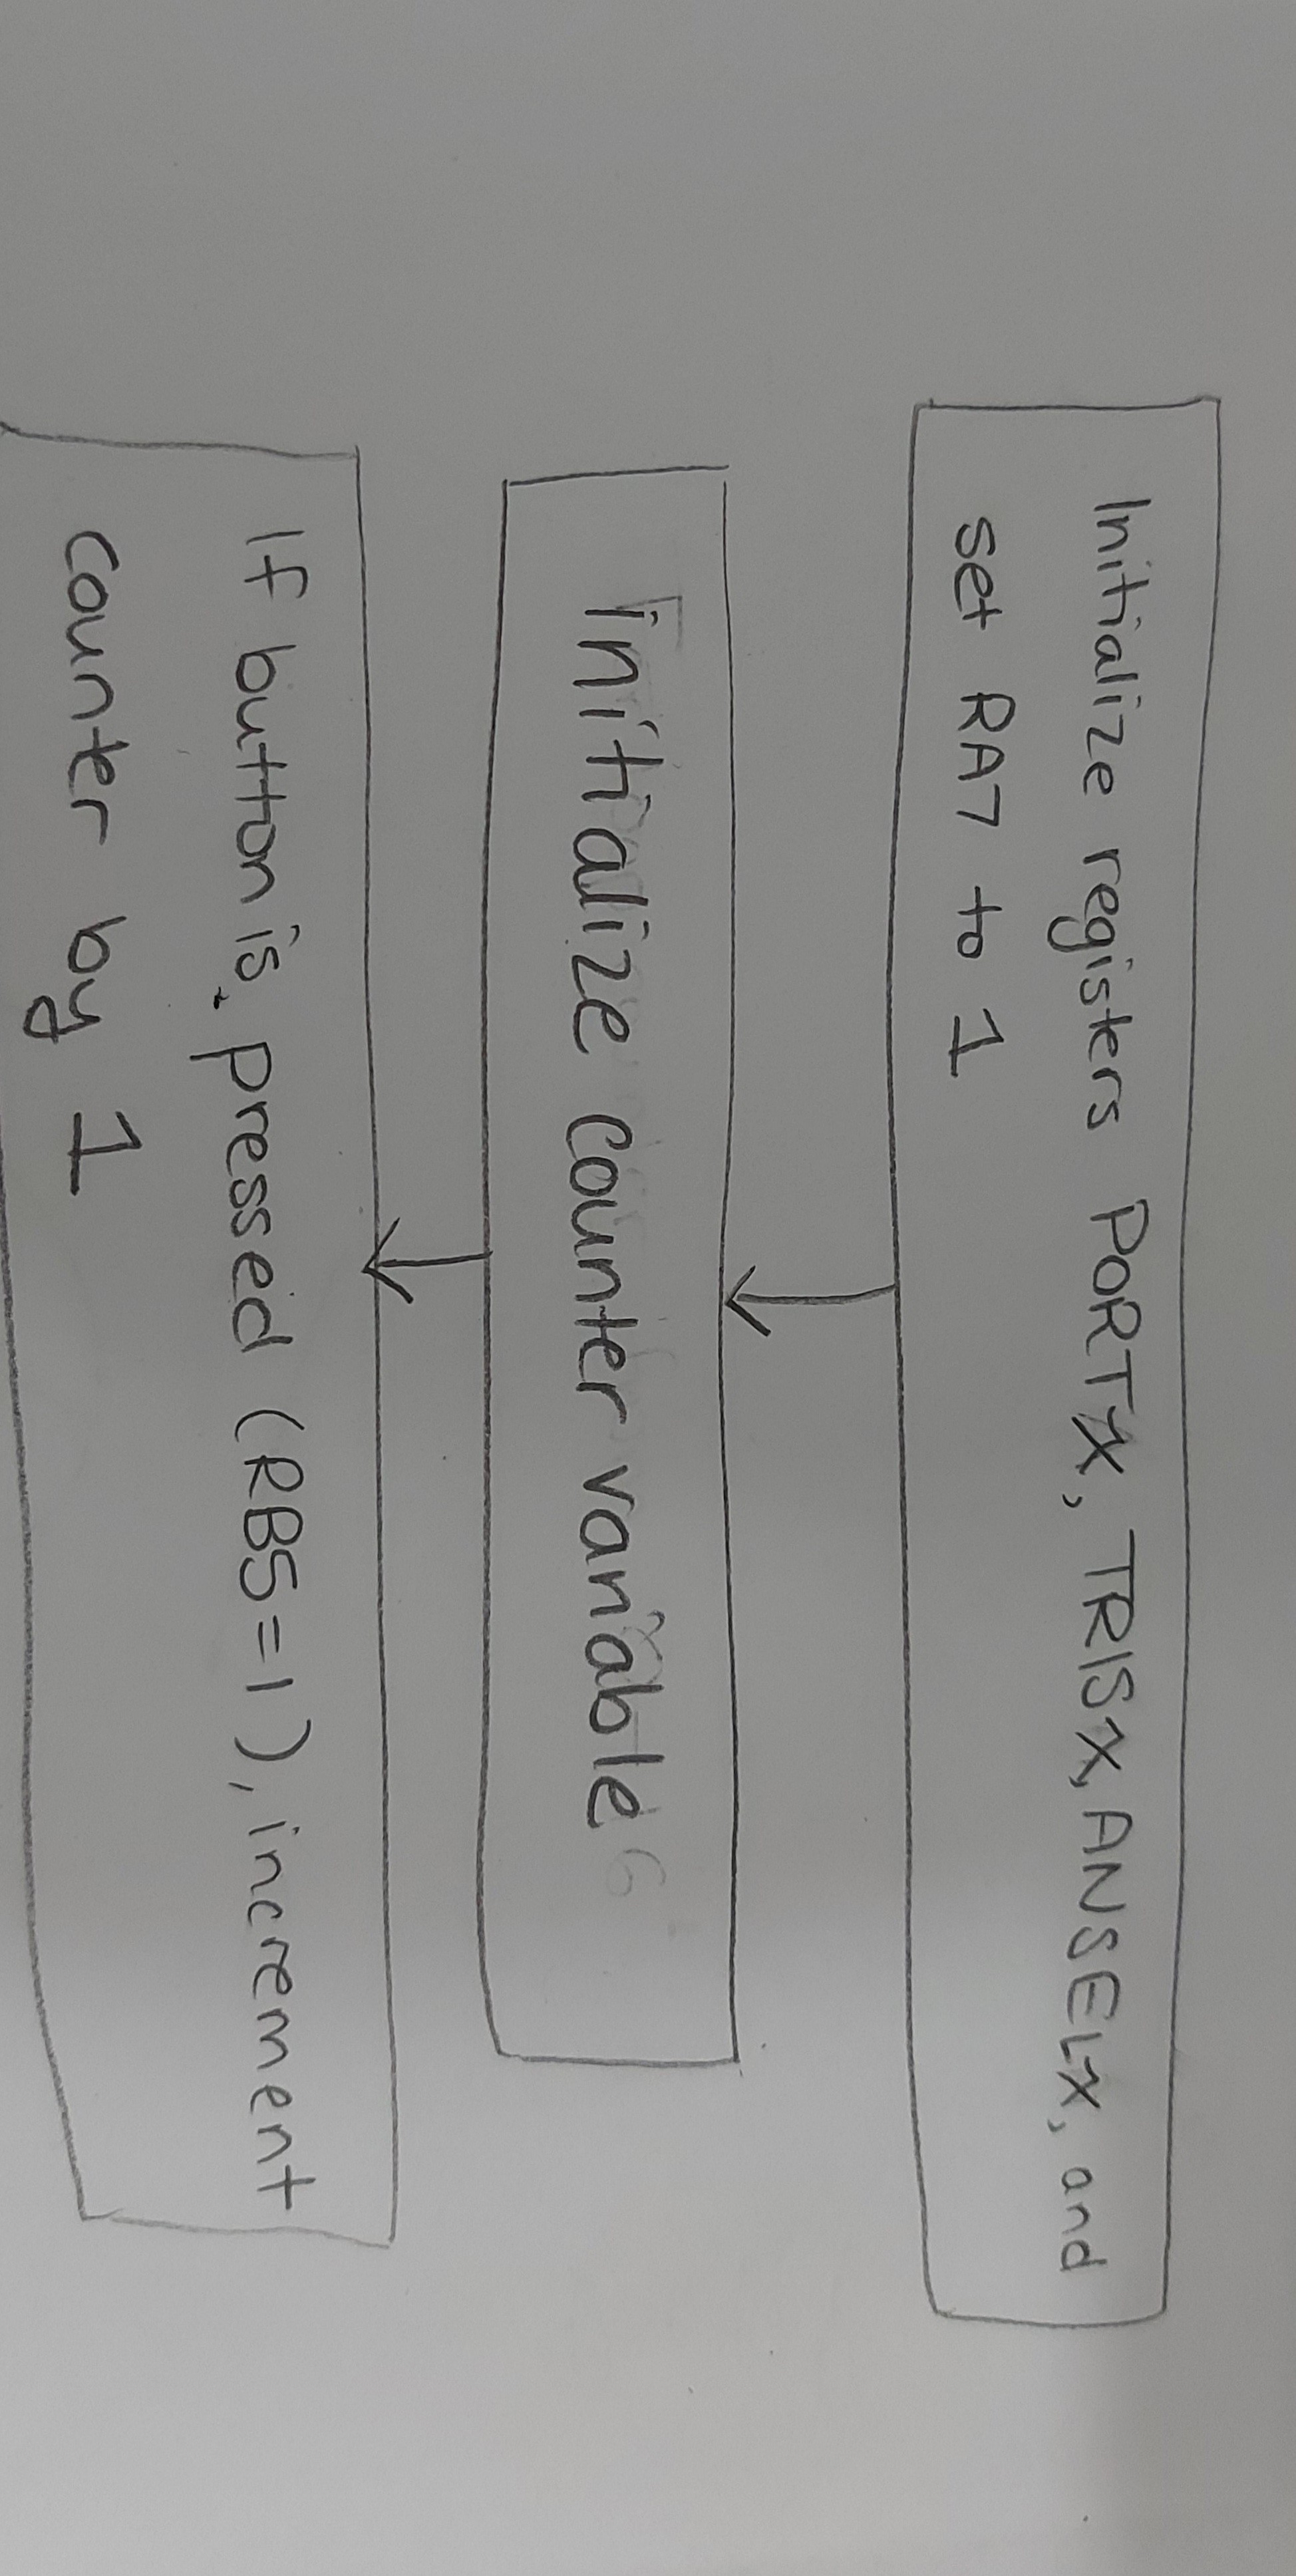 Initialize registers PORTX, TRISX, ANSELX, and
set RA7 to 1
Initialize counter variable
If button is pressed (RB5=1), increment
counter by 1